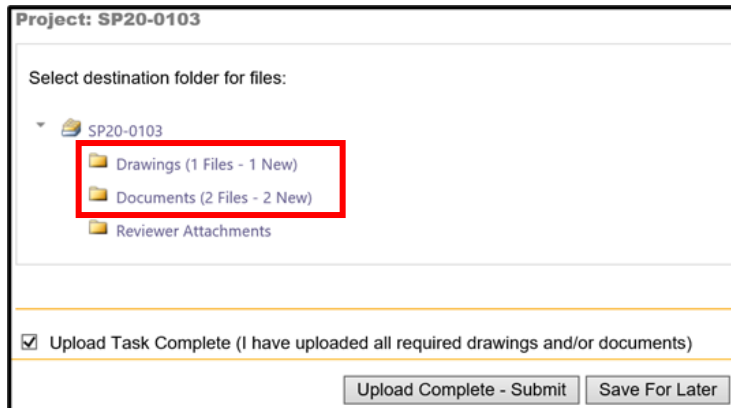 Project: SP20-0103
Select destination folder for files:
SP20-0103
Drawings (1 Files - 1 New)
Documents (2 Files - 2 New)
Reviewer Attachments
Upload Task Complete (I have uploaded all required drawings and/or documents)
Upload Complete - Submit Save For Later